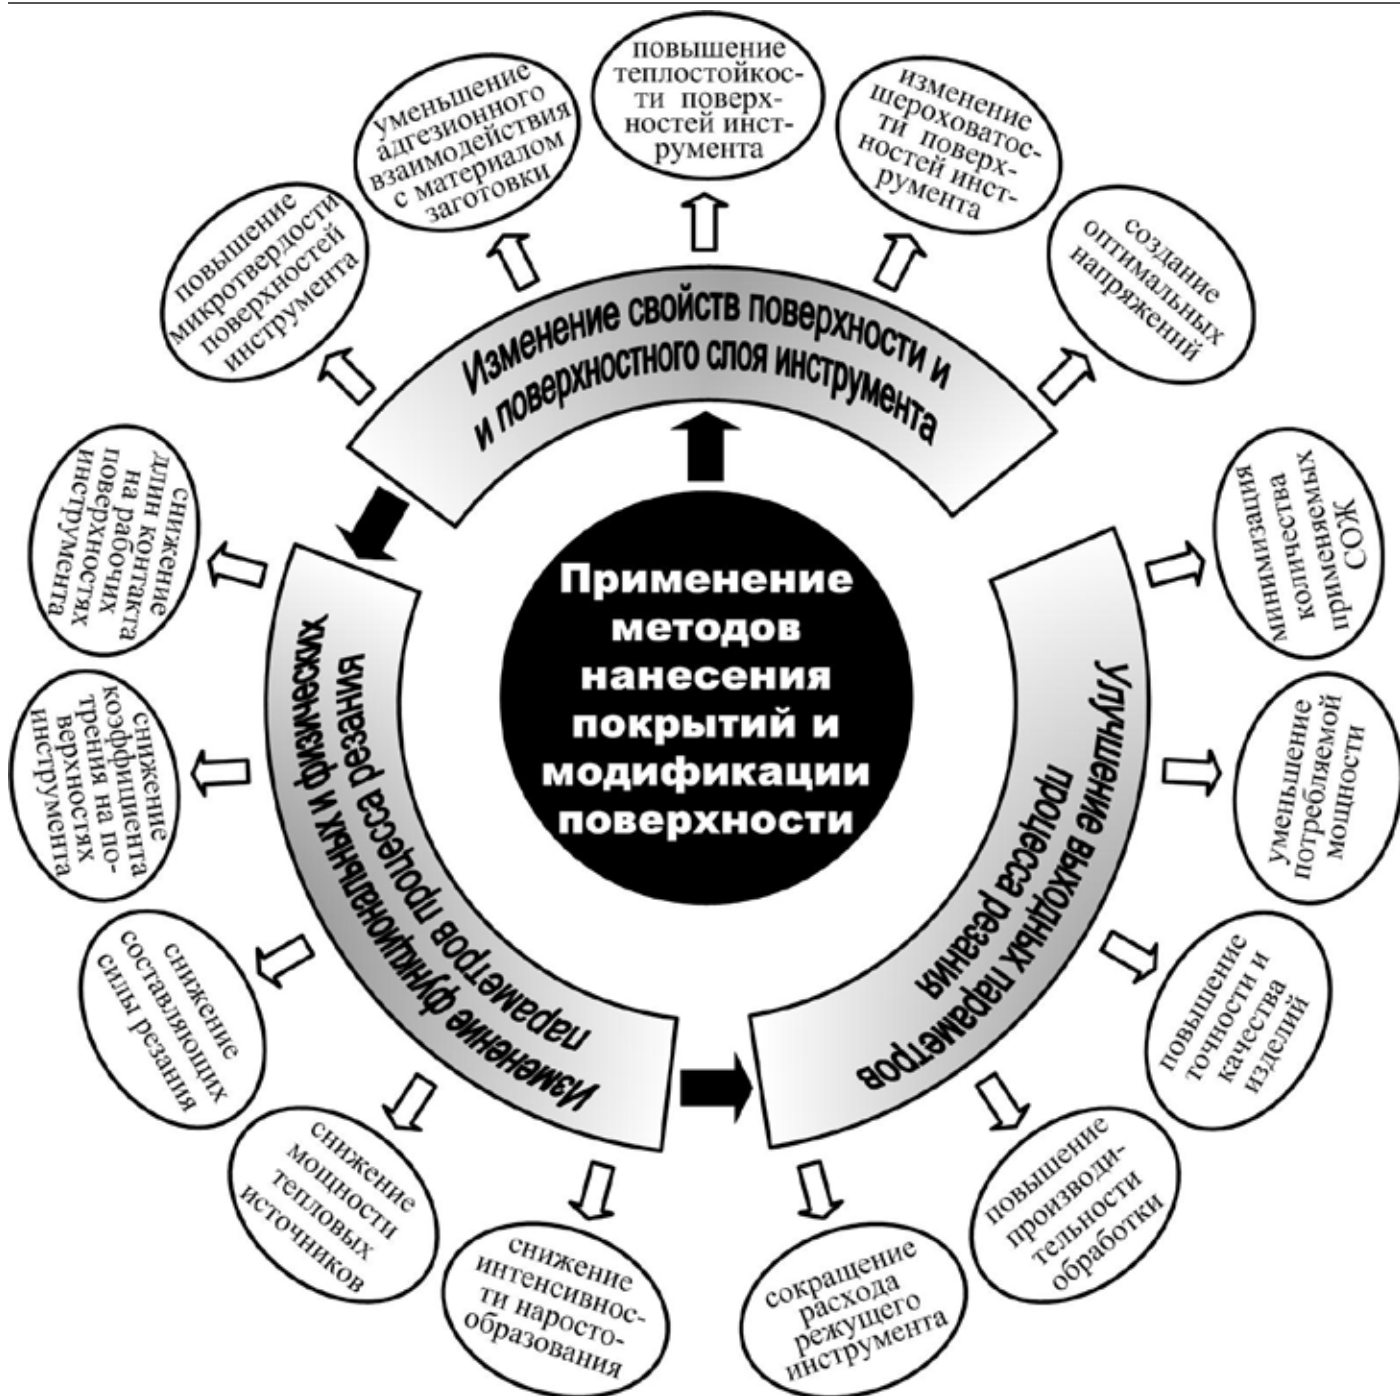 повышение
теплостойкос-
ти поверх-
ностей инст-
румента
уменьшение
адгезионного
взаимодействия
с материалом
заготовки
изменение
шероховатос-
ти поверх-
ностей инст-
румента
повышение
микротвердости
поверхностей
инструмента
создание
оптимальных
напряжений
Изменение свойств поверхности и
и поверхностного слоя инструмента
Применение
методов
нанесения
покрытий и
модификации
поверхности
Изменение функциональных и физических
параметров процесса резания
снижение
длин контакта
на рабочих
поверхностях
инструмента
снижение
коэффициента
трения на по-
верхностях
инструмента
снижение
составляющих
силы резания
снижение
мощности
тепловых
источников
снижение
интенсивнос-
ти наросто-
образования
Улучшение выходных параметров
процесса резания
минимизация
количества
применяемых
СОЖ
уменьшение
потребляемой
мощности
повышение
точности и
качества
изделий
повышение
производи-
тельности
обработки
сокращение
расхода
режущего
инструмента